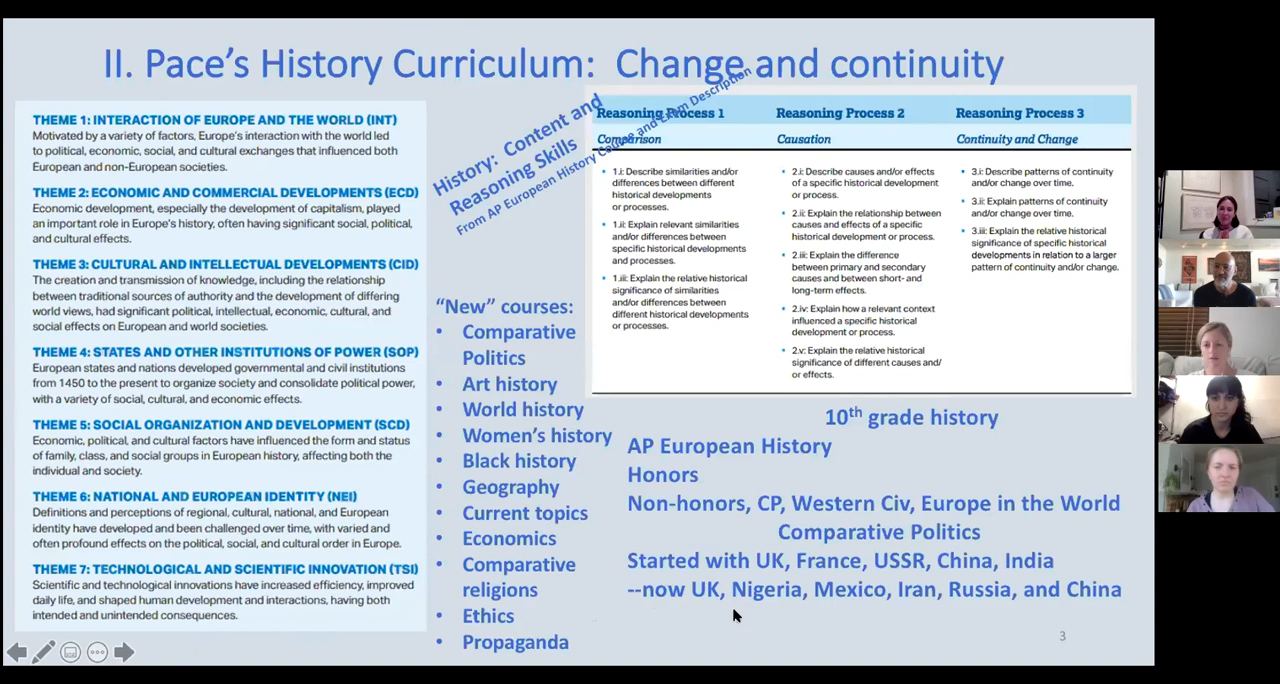 II. Pace's History Curriculum:  Change and continuity
THEME 1: INTERACTION OF EUROPE AND THE WORLD (INT)
Motivated by a variety of factors, Europe's interaction with the world led
to political, economic, social, and cultural exchanges that influenced both
European and non-European societies.
THEME 2: ECONOMIC AND COMMERCIAL DEVELOPMENTS (ECD)
Economic development, especially the development of capitalism, played
an important role in Europe's history, often having significant social, political,
and cultural effects.
THEME 3: CULTURAL AND INTELLECTUAL DEVELOPMENTS (CID)
The creation and transmission of knowledge, including the relationship
between traditional sources of authority and the development of differing
world views, had significant political, intellectual, economic, cultural, and
social effects on European and world societies.
THEME 4: STATES AND OTHER INSTITUTIONS OF POWER (SOP)
European states and nations developed governmental and civil institutions
from 1450 to the present to organize society and consolidate political power,
with a variety of social, cultural, and economic effects.
THEME 5: SOCIAL ORGANIZATION AND DEVELOPMENT (SCD)
Economic, political, and cultural factors have influenced the form and status
of family, class, and social groups in European history, affecting both the
individual and society.
THEME 6: NATIONAL AND EUROPEAN IDENTITY (NEI)
Definitions and perceptions of regional, cultural, national, and European
identity have developed and been challenged over time, with varied and
often profound effects on the political, social, and cultural order in Europe.
THEME 7: TECHNOLOGICAL AND SCIENTIFIC INNOVATION (TSI)
Scientific and technological innovations have increased efficiency, improved
daily life, and shaped human development and interactions, having both
intended and unintended consequences.
History:  Content and
Reasoning Skills
From AP European History Course and Exam Description
"New" courses:
• Comparative
Politics
• Art history
• World history
• Women's history
• Black history
• Geography
• Current topics
• Economics
• Comparative
religions
• Ethics
• Propaganda
Reasoning Process 1
Comparison
• 1.i: Describe similarities and/or
differences between different
historical developments
or processes.
• 1.ii: Explain relevant similarities
and/or differences between
specific historical developments
and processes.
• 1.iii: Explain the relative historical
significance of similarities
and/or differences between
different historical developments
or processes.
Reasoning Process 2
Causation
• 2.i: Describe causes and/or effects
of a specific historical development
or process.
• 2.ii: Explain the relationship between
causes and effects of a specific
historical development or process.
• 2.iii: Explain the difference
between primary and secondary
causes and between short- and
long-term effects.
• 2.iv: Explain how a relevant context
influenced a specific historical
development or process.
• 2.v: Explain the relative historical
significance of different causes and/
or effects.
Reasoning Process 3
Continuity and Change
• 3.i: Describe patterns of continuity
and/or change over time.
• 3.ii: Explain patterns of continuity
and/or change over time.
• 3.iii: Explain the relative historical
significance of specific historical
developments in relation to a larger
pattern of continuity and/or change.
10th grade history
AP European History
Honors
Non-honors, CP, Western Civ, Europe in the World
Comparative Politics
Started with UK, France, USSR, China, India
--now UK, Nigeria, Mexico, Iran, Russia, and China
3